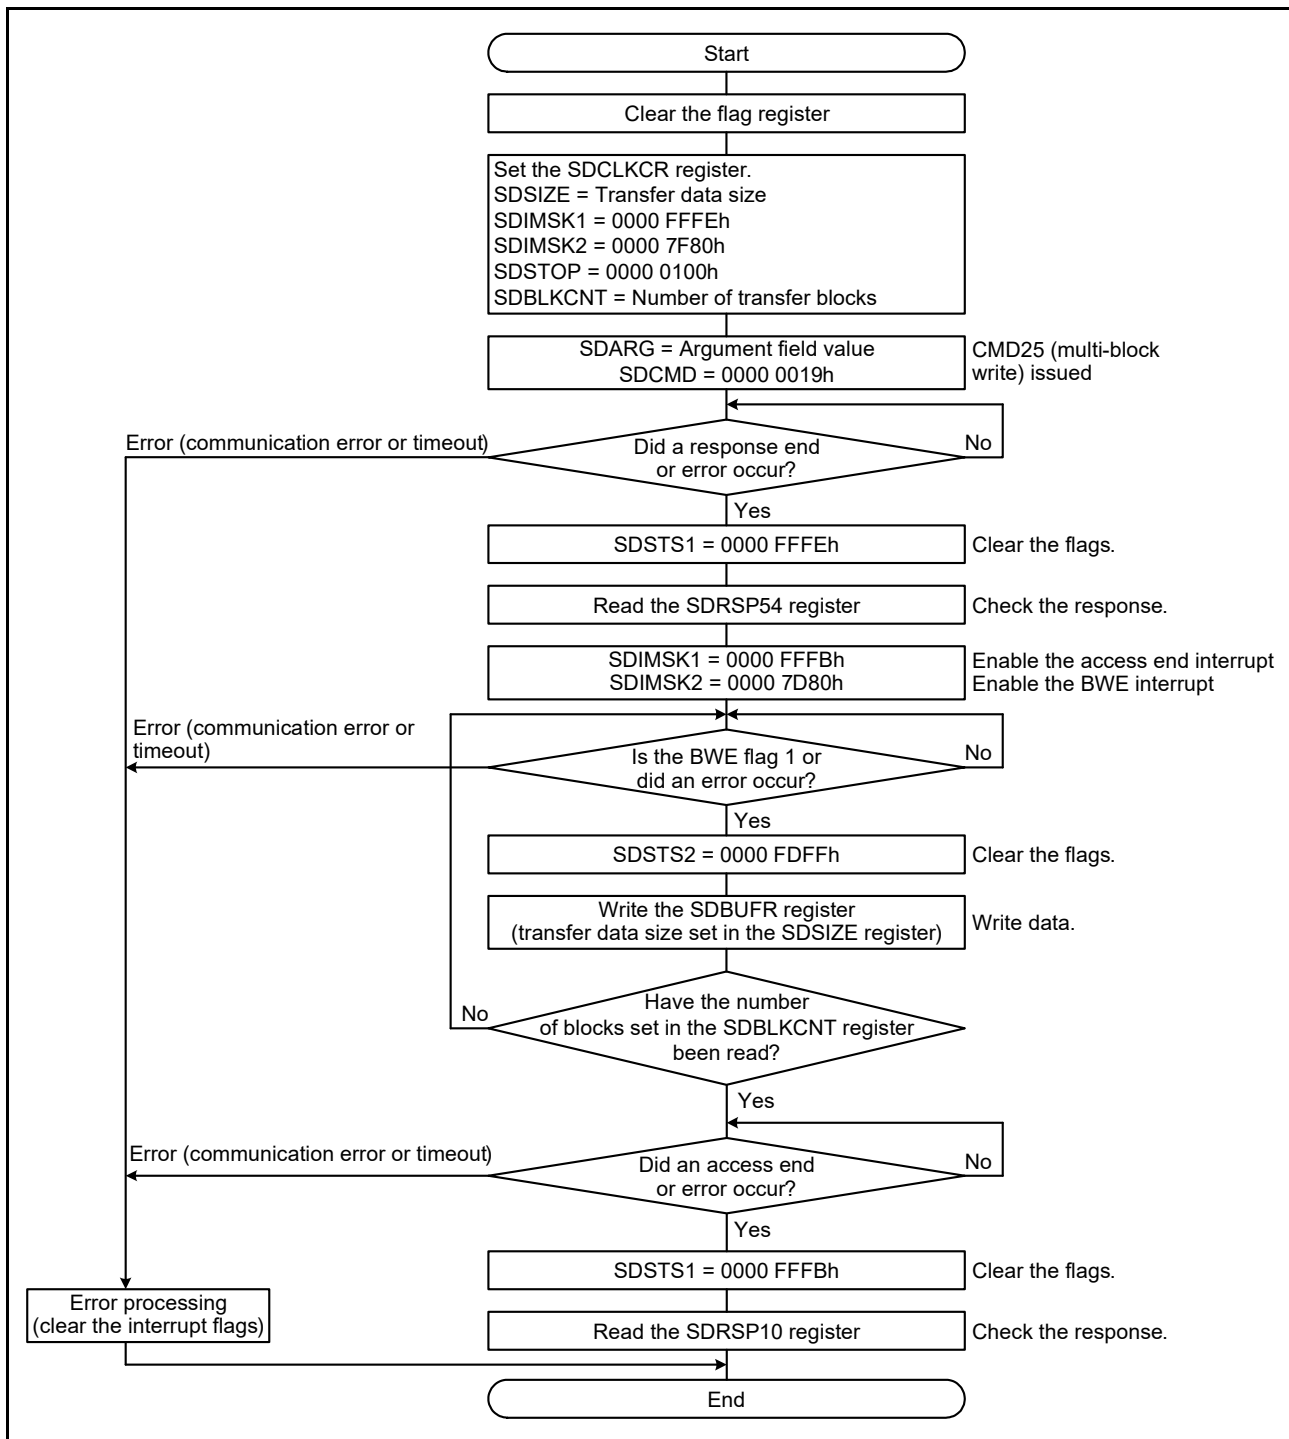 Start
Clear the flag register
Set the SDCLKCR register.
SDSIZE = Transfer data size
SDIMSK1 = 0000 FFFEh
SDIMSK2 = 0000 7F80h
SDSTOP = 0000 0100h
SDBLKCNT = Number of transfer blocks
SDARG = Argument field value
SDCMD = 0000 0019h
CMD25 (multi-block
write) issued
Error (communication error or timeout)
Did a response end
or error occur?
No
Yes
SDSTS1 = 0000 FFFEh
Clear the flags.
Read the SDRSP54 register
Check the response.
SDIMSK1 = 0000 FFFBh
SDIMSK2 = 0000 7D80h
Enable the access end interrupt
Enable the BWE interrupt
Error (communication error or
timeout)
Is the BWE flag 1 or
did an error occur?
No
Yes
SDSTS2 = 0000 FDFFh
Clear the flags.
Write the SDBUFR register
(transfer data size set in the SDSIZE register)
Write data.
Have the number
of blocks set in the SDBLKCNT register
been read?
No
Yes
Error (communication error or timeout)
Did an access end
or error occur?
No
Yes
SDSTS1 = 0000 FFFBh
Clear the flags.
Error processing
(clear the interrupt flags)
Read the SDRSP10 register
Check the response.
End